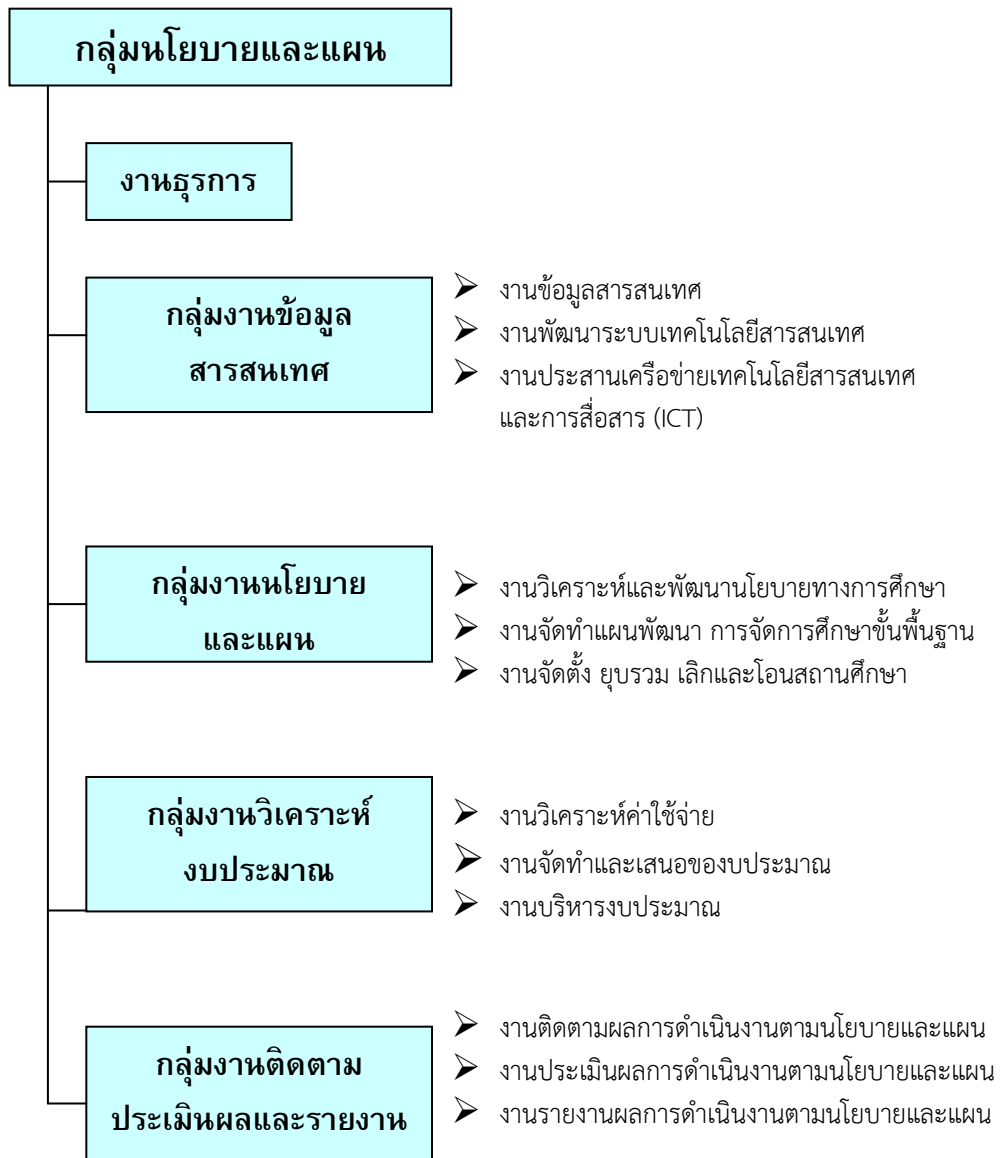 กลุ่มนโยบายและแผน
งานธุรการ
กลุ่มงานข้อมูล
สารสนเทศ
➢ งานข้อมูลสารสนเทศ
➢ งานพัฒนาระบบเทคโนโลยีสารสนเทศ
➢ งานประสานเครือข่ายเทคโนโลยีสารสนเทศ
และการสื่อสาร (ICT)
กลุ่มงานนโยบาย
และแผน
➢ งานวิเคราะห์และพัฒนานโยบายทางการศึกษา
➢ งานจัดทำแผนพัฒนา การจัดการศึกษาขั้นพื้นฐาน
➢ งานจัดตั้ง ยุบรวม เลิกและโอนสถานศึกษา
กลุ่มงานวิเคราะห์
งบประมาณ
➢ งานวิเคราะห์ค่าใช้จ่าย
➢ งานจัดทำและเสนอของบประมาณ
➢ งานบริหารงบประมาณ
กลุ่มงานติดตาม
ประเมินผลและรายงาน
➢ งานติดตามผลการดำเนินงานตามนโยบายและแผน
➢ งานประเมินผลการดำเนินงานตามนโยบายและแผน
➢ งานรายงานผลการดำเนินงานตามนโยบายและแผน